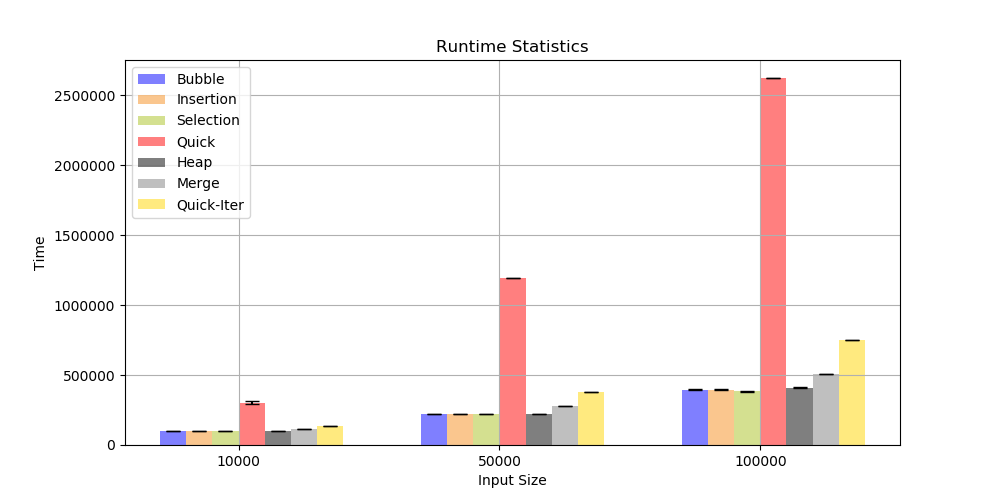 Runtime Statistics
Bubble
Insertion
Selection
Quick
Heap
Merge
Quick-Iter
Time
2500000
2000000
1500000
1000000
500000
0
10000
50000
100000
Input Size